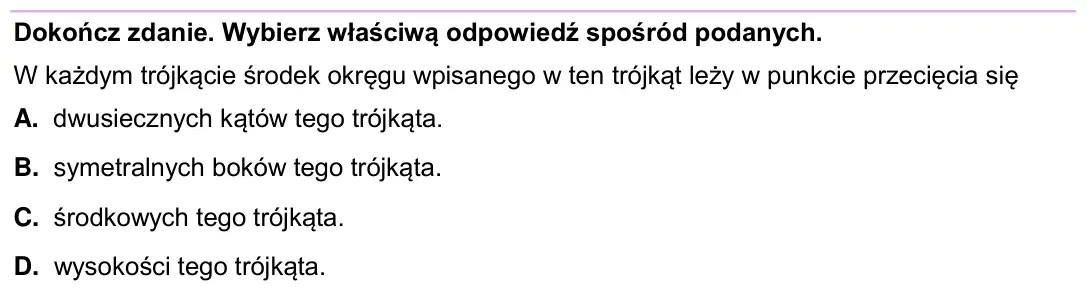 Dokończ zdanie. Wybierz właściwą odpowiedź spośród podanych.
W każdym trójkącie środek okręgu wpisanego w ten trójkąt leży w punkcie przecięcia się
A. dwusiecznych kątów tego trójkąta.
B. symetralnych boków tego trójkąta.
C. środkowych tego trójkąta.
D. wysokości tego trójkąta.